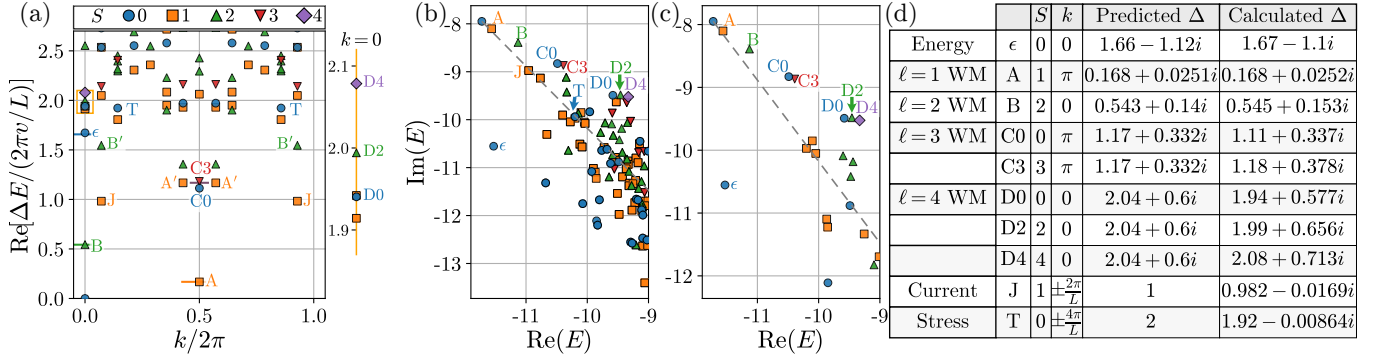 (a) S 0 1 2 3 4
Re[ΔE/(2πv/L)]
2.5
2.0
1.5
1.0
0.5
0.0
0.0 0.5 1.0
k/2π
T T
ϵ
B′ B′
C3
A′ A′
C0
J J
B
A
k=0
2.1
2.0
1.9
D4
D2
D0
(b)
Im(E)
-8
-9
-10
-11
-12
-13
-11 -10 -9
Re(E)
A
B
C0
C3
J
D2
D0 D4
T
ϵ
(c)
-8
-9
-10
-11
-12
-11 -10 -9
Re(E)
A
B
C0
C3
D2
D0 D4
ϵ
(d)
S k Predicted Δ Calculated Δ
Energy ϵ 0 0 1.66 − 1.12i 1.67 − 1.1i
ℓ = 1 WM A 1 π 0.168 + 0.0251i 0.168 + 0.0252i
ℓ = 2 WM B 2 0 0.543 + 0.14i 0.545 + 0.153i
ℓ = 3 WM C0 0 π 1.17 + 0.332i 1.11 + 0.337i
C3 3 π 1.17 + 0.332i 1.18 + 0.378i
ℓ = 4 WM D0 0 0 2.04 + 0.6i 1.94 + 0.577i
D2 2 0 2.04 + 0.6i 1.99 + 0.656i
D4 4 0 2.04 + 0.6i 2.08 + 0.713i
Current J 1 ±2π/L 1 0.982 − 0.0169i
Stress T 0 ±4π/L 2 1.92 − 0.00864i